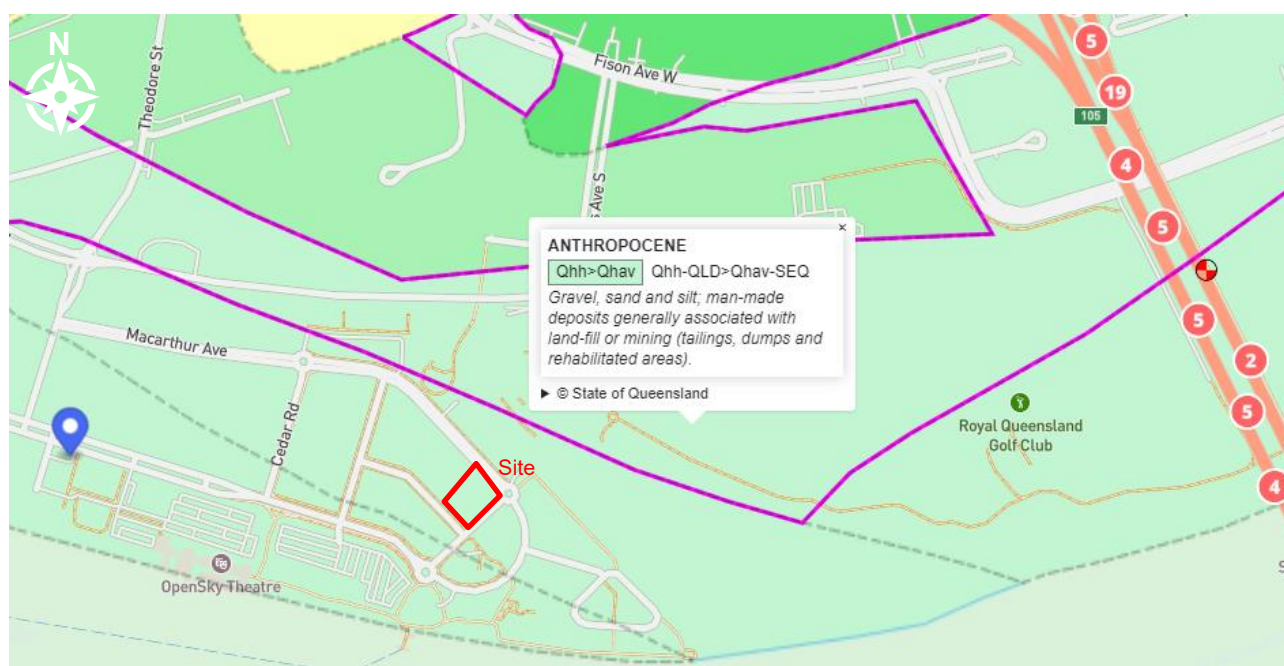 N
Theodore St
Fison Ave W
5
19
105
4
s Ave S
5
×
ANTHROPOCENE
Qhh>Qhav Qhh-QLD>Qhav-SEQ
Gravel, sand and silt; man-made
deposits generally associated with
land-fill or mining (tailings, dumps and
rehabilitated areas).
▶ © State of Queensland
Macarthur Ave
5
2
Cedar Rd
5
Royal Queensland
Golf Club
Site
4
OpenSky Theatre
S